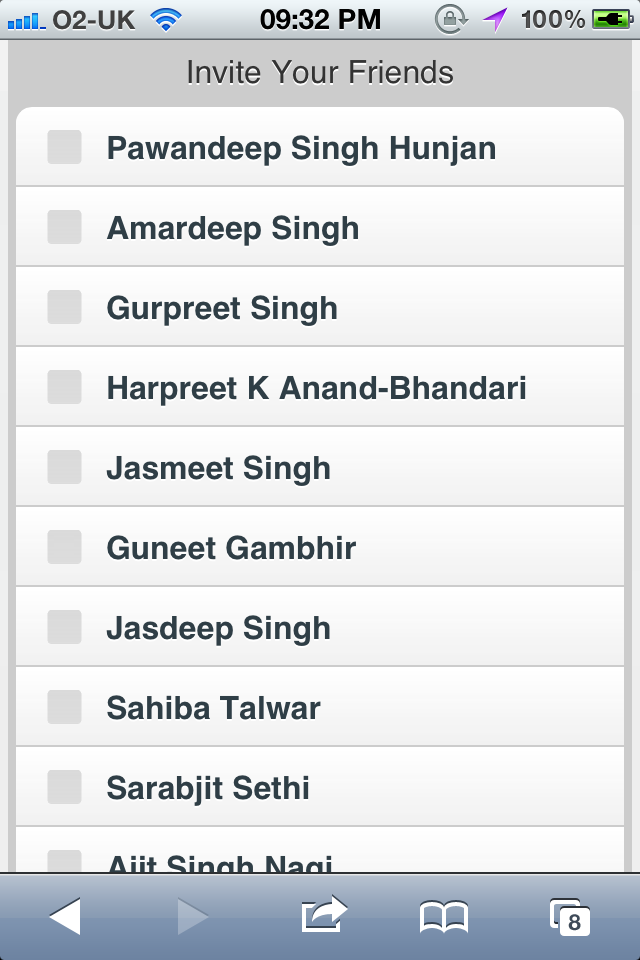 O2-UK 09:32 PM 100%
Invite Your Friends
Pawandeep Singh Hunjan
Amardeep Singh
Gurpreet Singh
Harpreet K Anand-Bhandari
Jasmeet Singh
Guneet Gambhir
Jasdeep Singh
Sahiba Talwar
Sarabjit Sethi
Ajit Singh Nagi
8